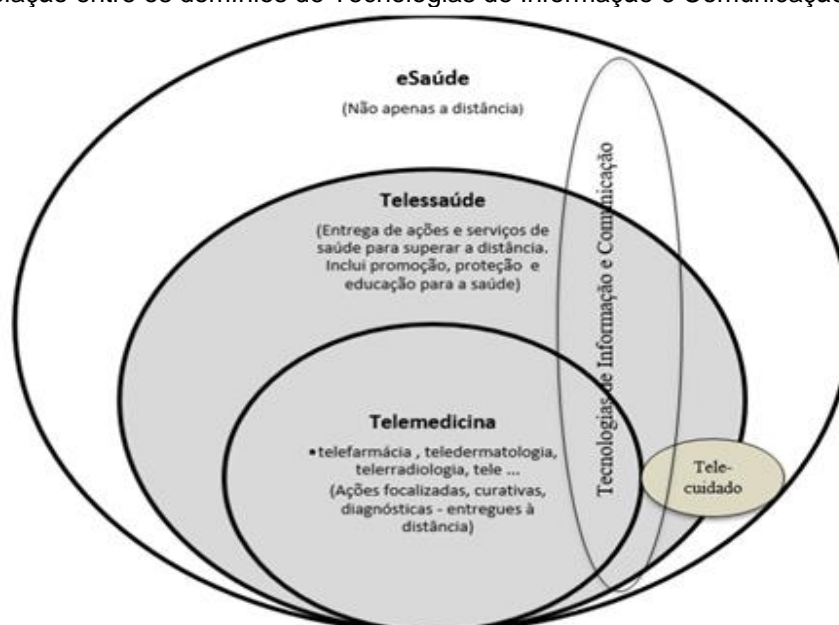 entre os domínios de Tecnologias de Informação e Comunicação
eSaúde
(Não apenas a distância)
Telessaúde
(Entrega de ações e serviços de
saúde para superar a distância.
Inclui promoção, proteção e
educação para a saúde)
Tecnologias de Informação e Comunicação
Telemedicina
•telefarmácia , teledermatologia,
telerradiologia, tele ...
(Ações focalizadas, curativas,
diagnósticas - entregues à
distância)
Tele-
cuidado